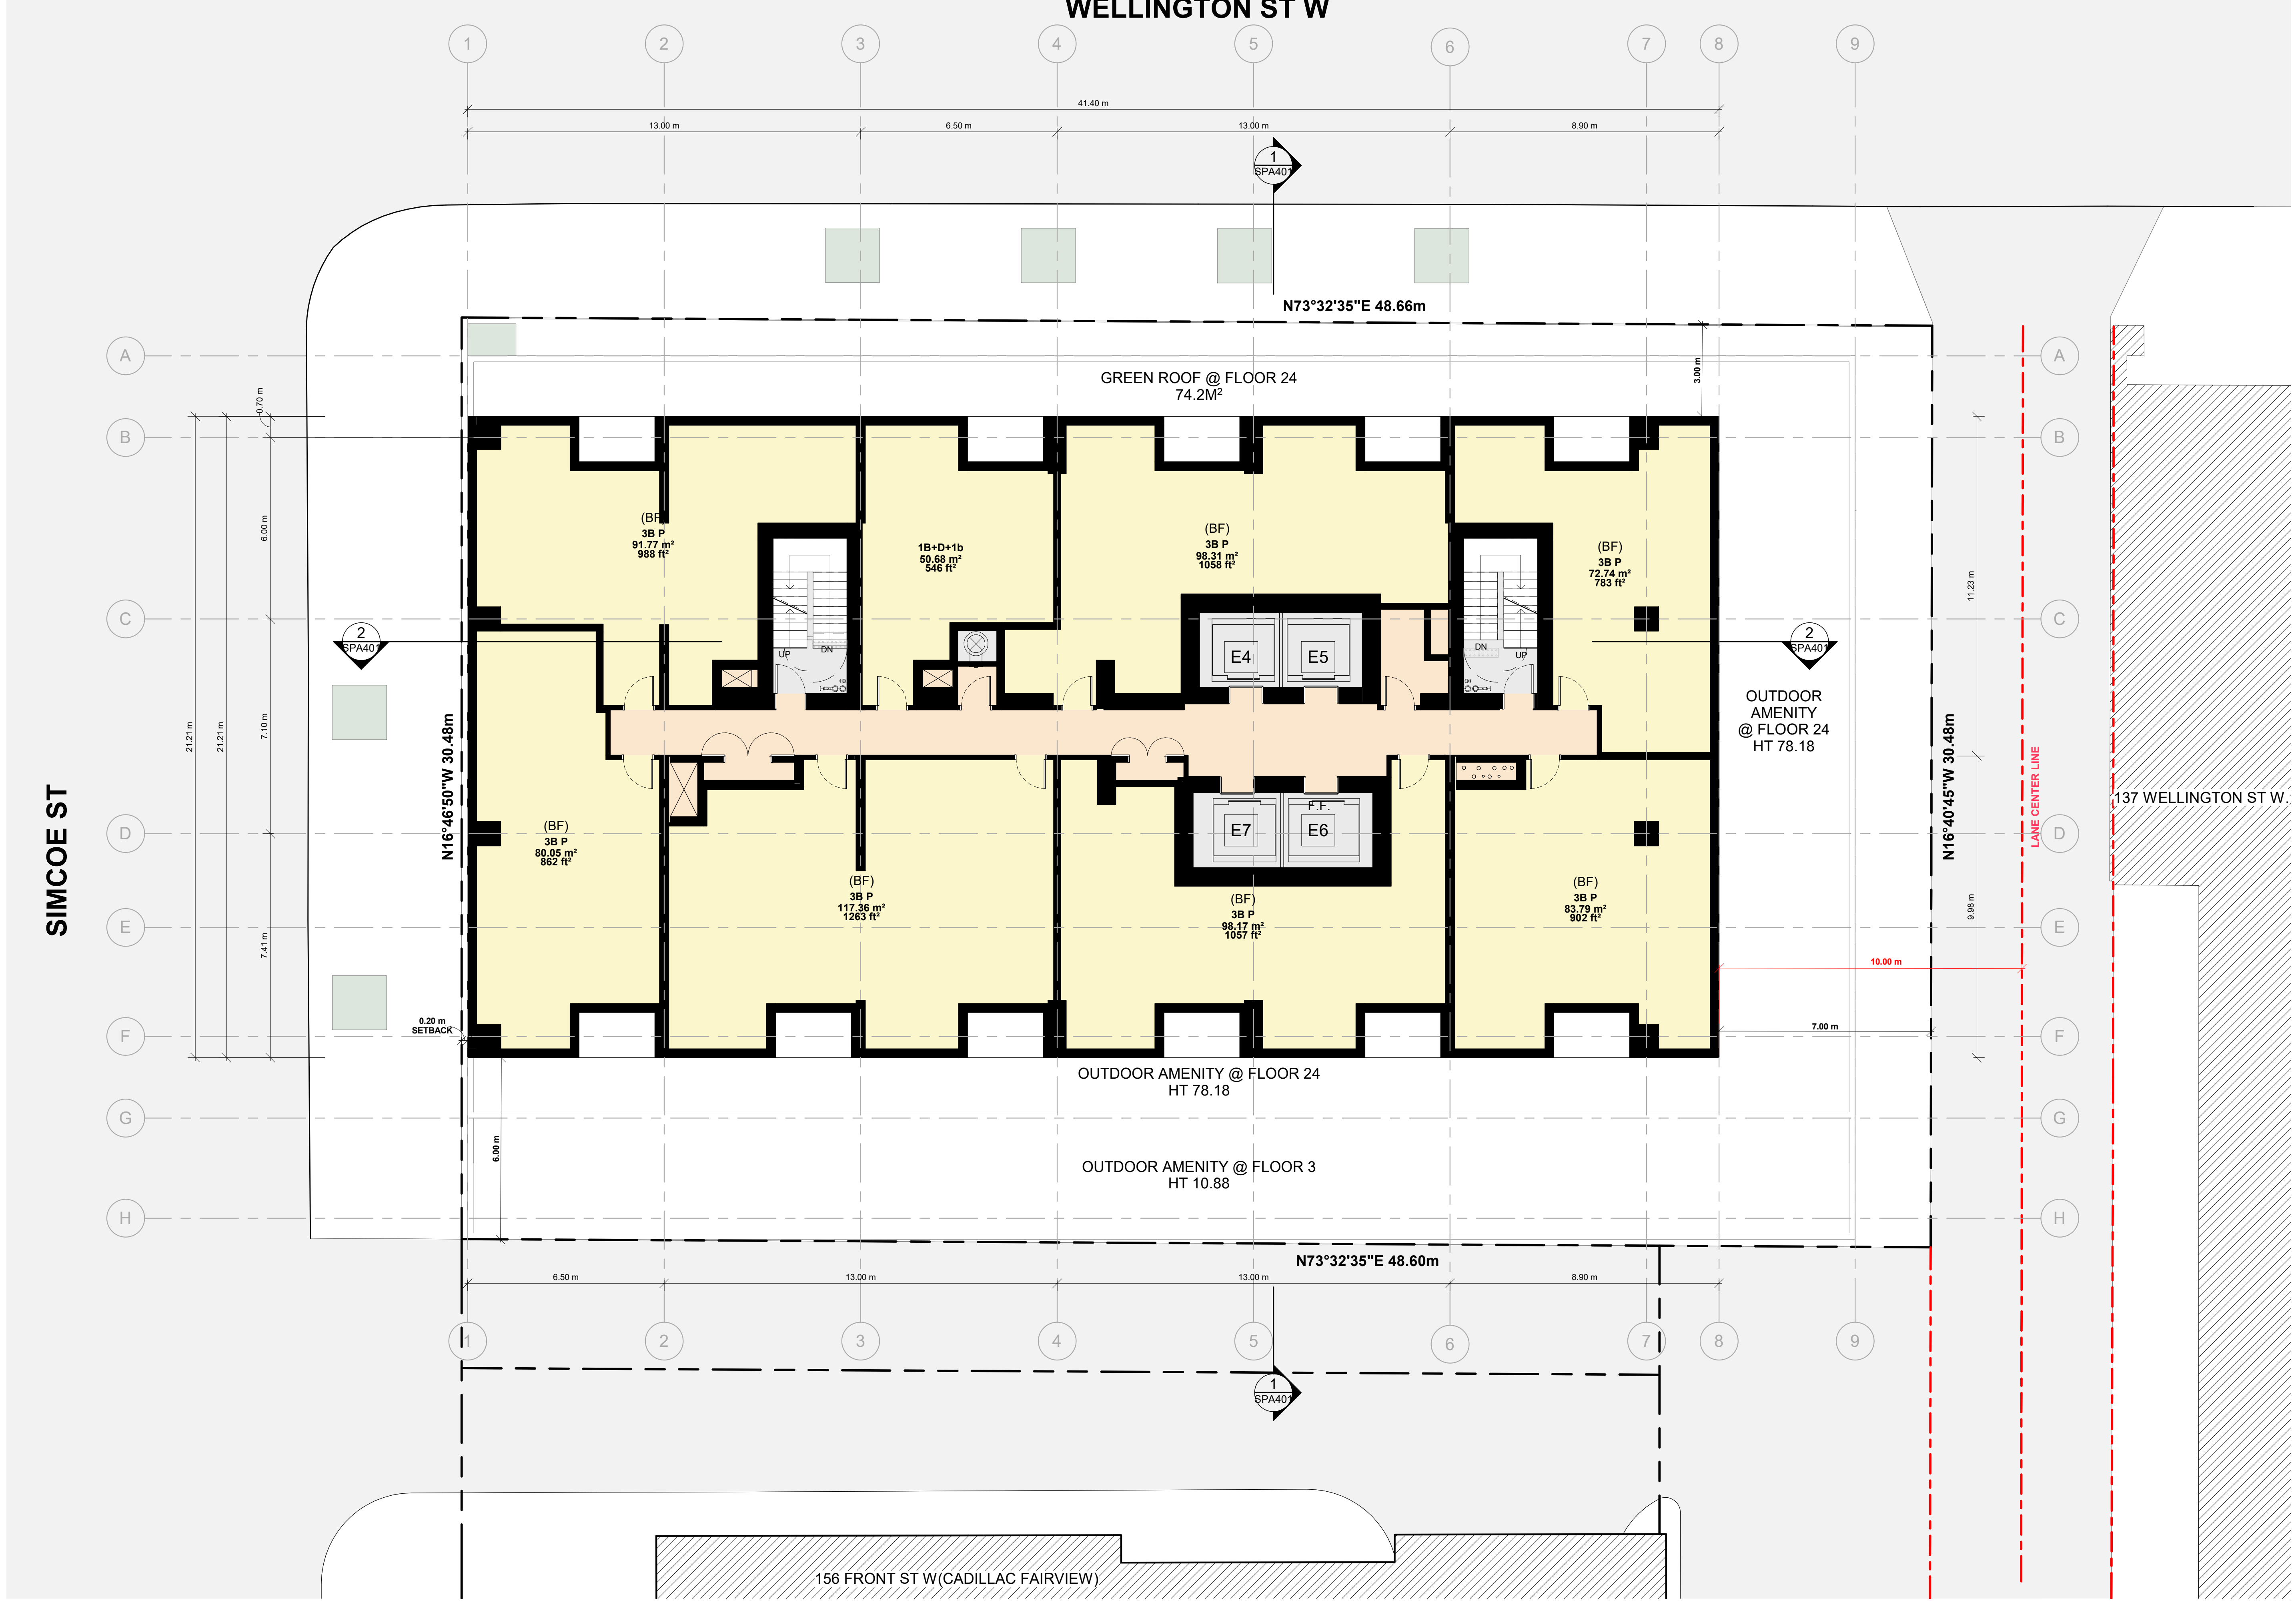 WELLINGTON ST W
1
2
3
4
5
6
7
8
9
41.40 m
13.00 m
6.50 m
13.00 m
8.90 m
1
SPA401
N73°32'35"E 48.66m
A
A
3.00 m
GREEN ROOF @ FLOOR 24
74.2M²
0.70 m
B
B
(BF)
3B P
91.77 m²
988 ft²
1B+D+1b
50.68 m²
546 ft²
(BF)
3B P
98.31 m²
1058 ft²
(BF)
3B P
72.74 m²
783 ft²
6.00 m
11.23 m
C
C
2
SPA401
2
SPA401
UP
DN
E4
E5
DN
UP
OUTDOOR
AMENITY
@ FLOOR 24
HT 78.18
21.21 m
21.21 m
7.10 m
N16°46'50"W 30.48m
N16°40'45"W 30.48m
LANE CENTER LINE
137 WELLINGTON ST W.
SIMCOE ST
F.F.
E7
E6
D
D
(BF)
3B P
80.05 m²
862 ft²
(BF)
3B P
117.36 m²
1263 ft²
(BF)
3B P
98.17 m²
1057 ft²
(BF)
3B P
83.79 m²
902 ft²
E
E
7.41 m
9.98 m
10.00 m
0.20 m
SETBACK
7.00 m
F
F
OUTDOOR AMENITY @ FLOOR 24
HT 78.18
G
G
6.00 m
OUTDOOR AMENITY @ FLOOR 3
HT 10.88
H
H
N73°32'35"E 48.60m
6.50 m
13.00 m
13.00 m
8.90 m
1
2
3
4
5
6
7
8
9
1
SPA401
156 FRONT ST W(CADILLAC FAIRVIEW)